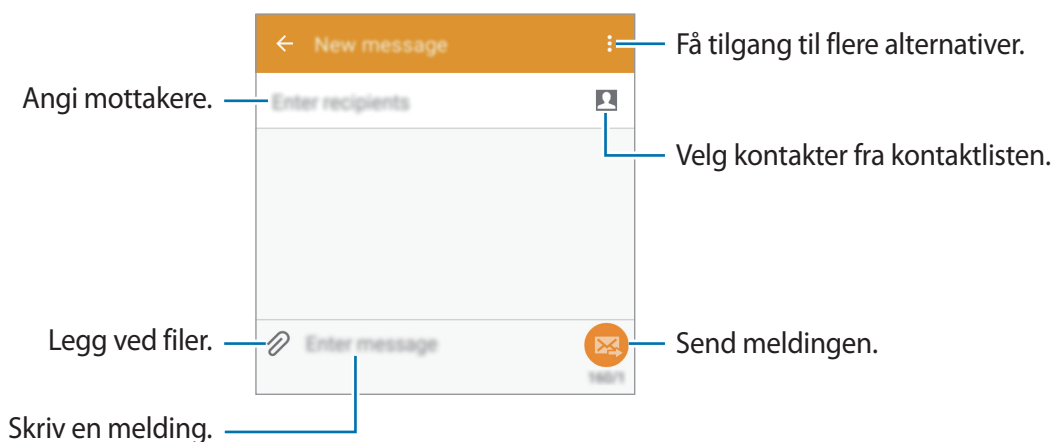 New message
Få tilgang til flere alternativer.
Angi mottakere.
Enter recipients
Velg kontakter fra kontaktlisten.
Legg ved filer.
Enter message
Send meldingen.
160/1
Skriv en melding.